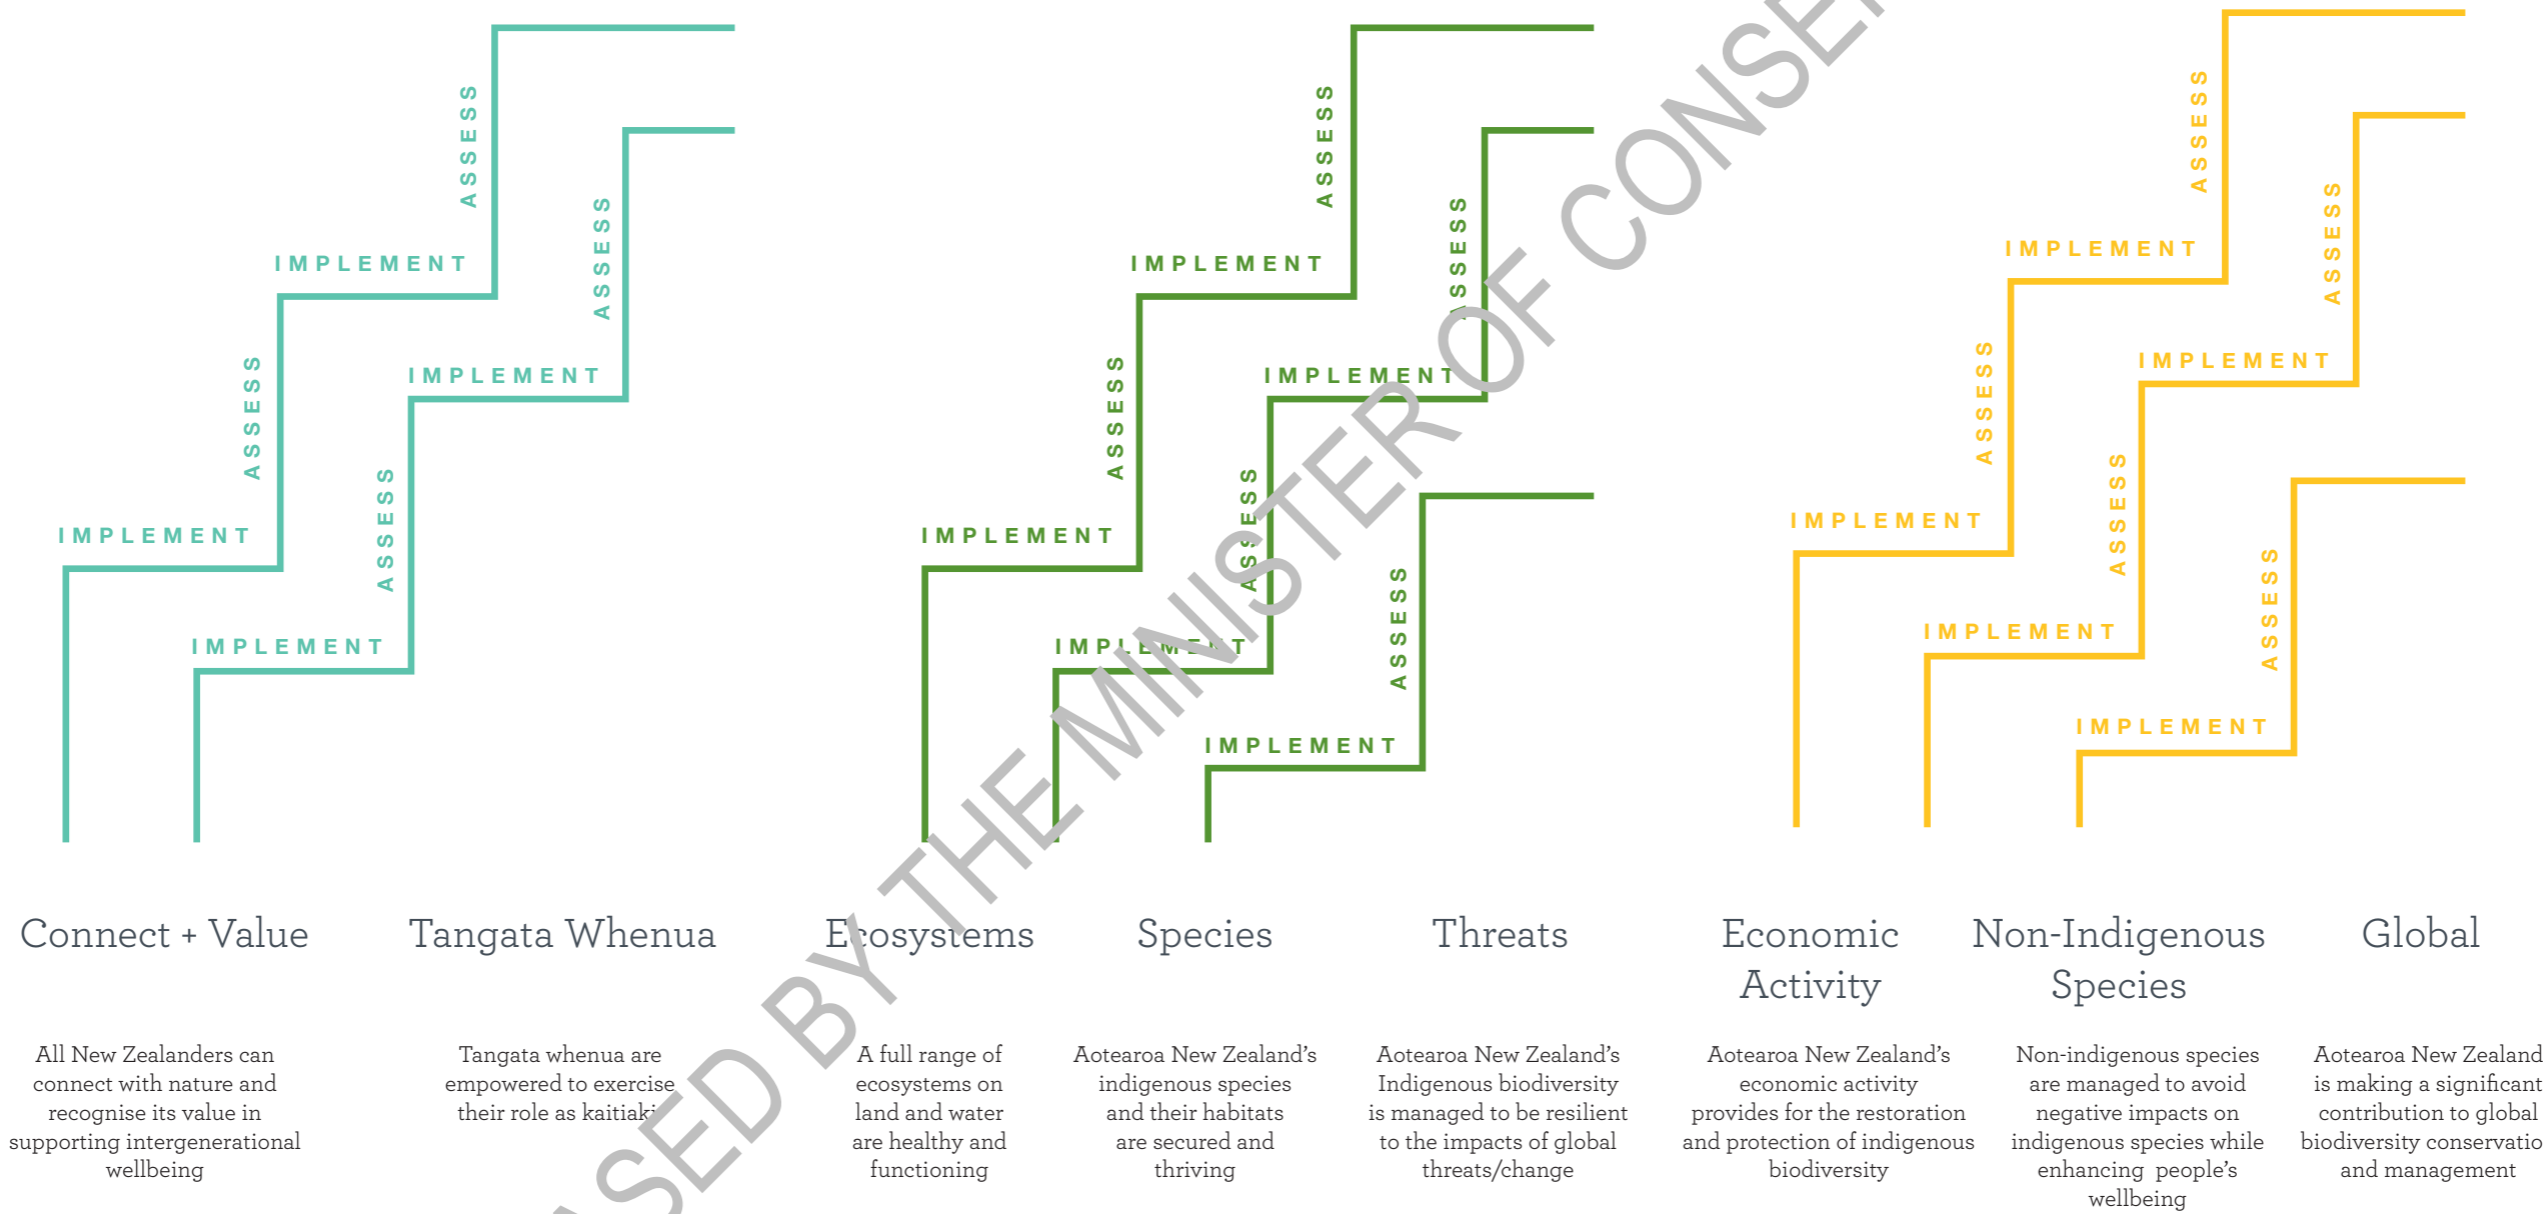 ASSESS
ASSESS
IMPLEMENT
ASSESS
IMPLEMENT
ASSESS
IMPLEMENT
IMPLEMENT
ASSESS
ASSESS
IMPLEMENT
ASSESS
IMPLEMENT
ASSESS
IMPLEMENT
ASSESS
IMPLEMENT
IMPLEMENT
ASSESS
ASSESS
IMPLEMENT
ASSESS
IMPLEMENT
ASSESS
IMPLEMENT
ASSESS
IMPLEMENT
IMPLEMENT
Connect + Value
All New Zealanders can
connect with nature and
recognise its value in
supporting intergenerational
wellbeing
Tangata Whenua
Tangata whenua are
empowered to exercise
their role as kaitiaki
Ecosystems
A full range of
ecosystems on
land and water
are healthy and
functioning
Species
Aotearoa New Zealand's
indigenous species
and their habitats
are secured and
thriving
Threats
Aotearoa New Zealand's
Indigenous biodiversity
is managed to be resilient
to the impacts of global
threats/change
Economic
Activity
Aotearoa New Zealand's
economic activity
provides for the restoration
and protection of indigenous
biodiversity
Non-Indigenous
Species
Non-indigenous species
are managed to avoid
negative impacts on
indigenous species while
enhancing people's
wellbeing
Global
Aotearoa New Zealand
is making a significant
contribution to global
biodiversity conservatio
and management
ASED BY THE MINISTER OF CONSE